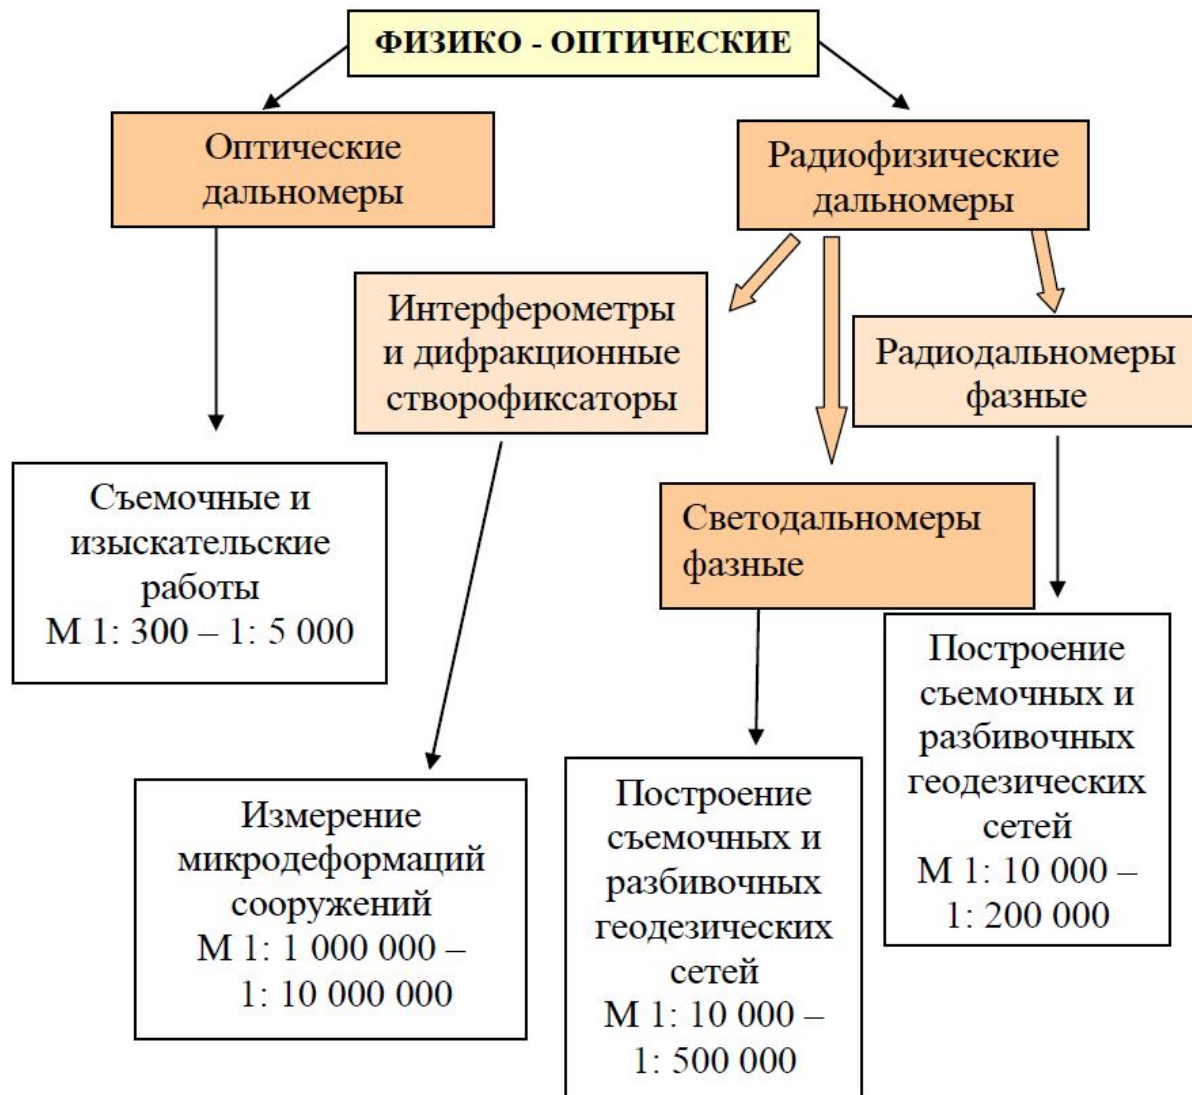 ФИЗИКО - ОПТИЧЕСКИЕ
Оптические
дальномеры
Радиофизические
дальномеры
Интерферометры
и дифракционные
створофиксаторы
Радиодальномеры
фазные
Съемочные и
изыскательские
работы
М 1: 300 – 1: 5 000
Светодальномеры
фазные
Построение
съемочных и
разбивочных
геодезических
сетей
М 1: 10 000 –
1: 200 000
Измерение
микродеформаций
сооружений
М 1: 1 000 000 –
1: 10 000 000
Построение
съемочных и
разбивочных
геодезических
сетей
М 1: 10 000 –
1: 500 000